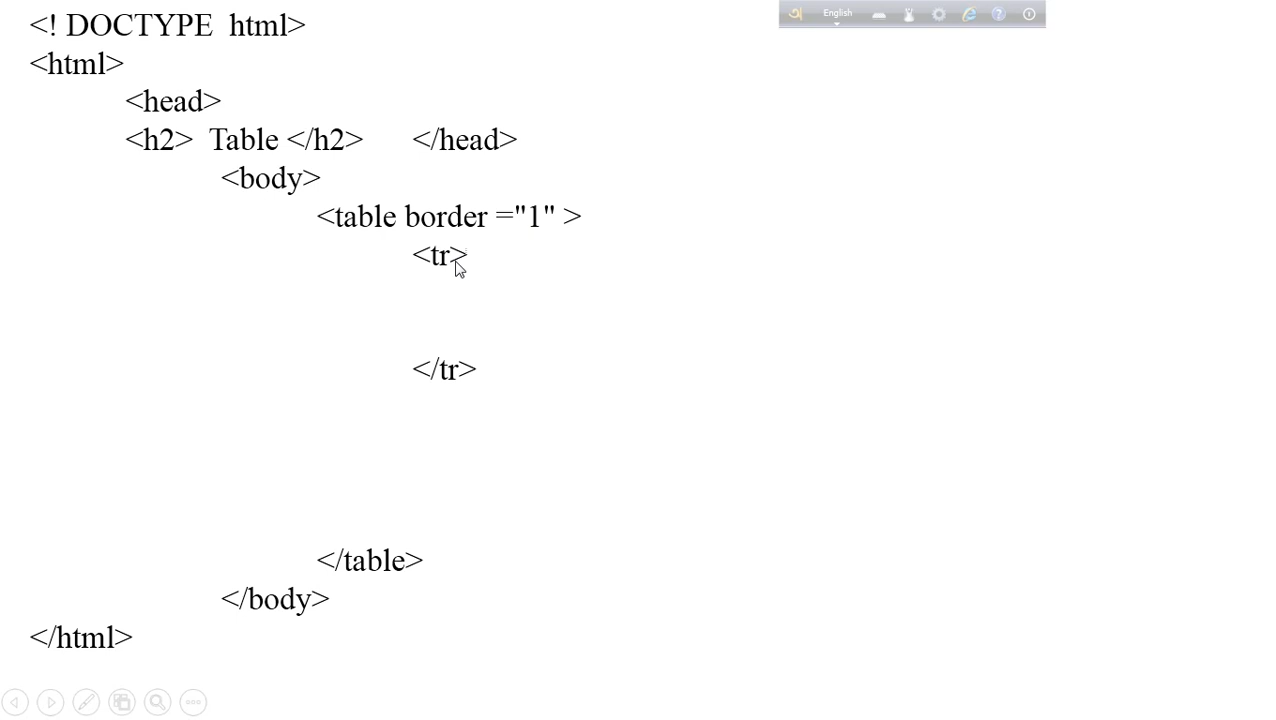 <! DOCTYPE  html>
English
<html>
<head>
<h2>  Table </h2>    </head>
<body>
<table border ="1" >
<tr>
</tr>
</table>
</body>
</html>